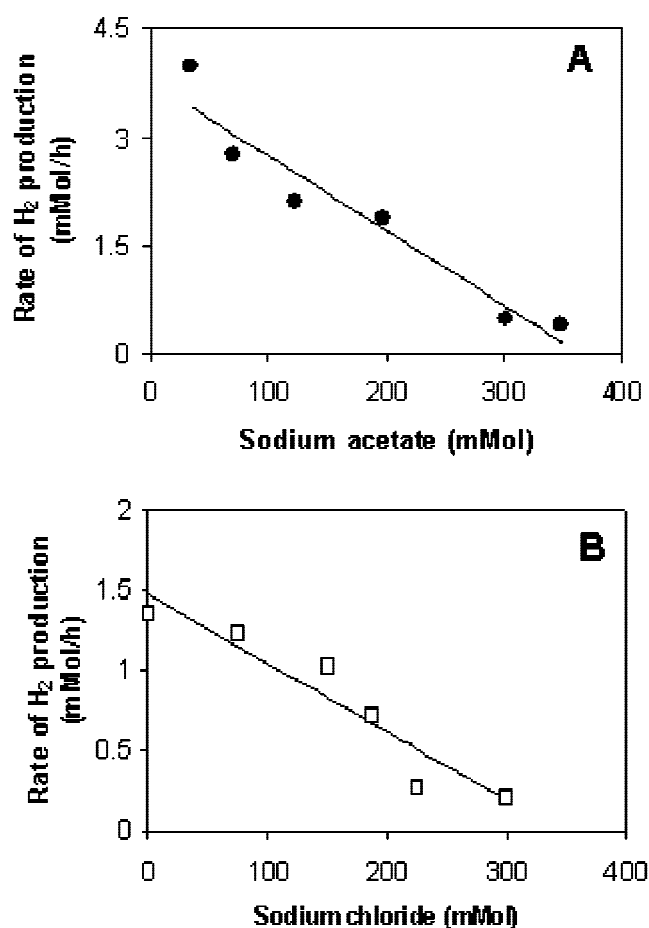 A
4.5
3
1.5
0
0 100 200 300 400
Rate of H₂ production
(mMol/h)
Sodium acetate (mMol)
B
2
1.5
1
0.5
0
0 100 200 300 400
Rate of H₂ production
(mMol/h)
Sodium chloride (mMol)